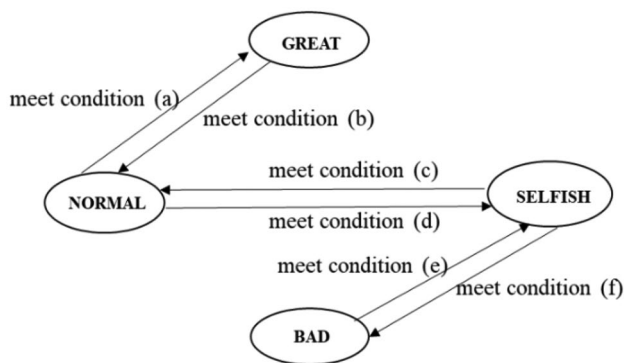 GREAT
meet condition (a)
meet condition (b)
meet condition (c)
NORMAL
SELFISH
meet condition (d)
meet condition (e)
meet condition (f)
BAD